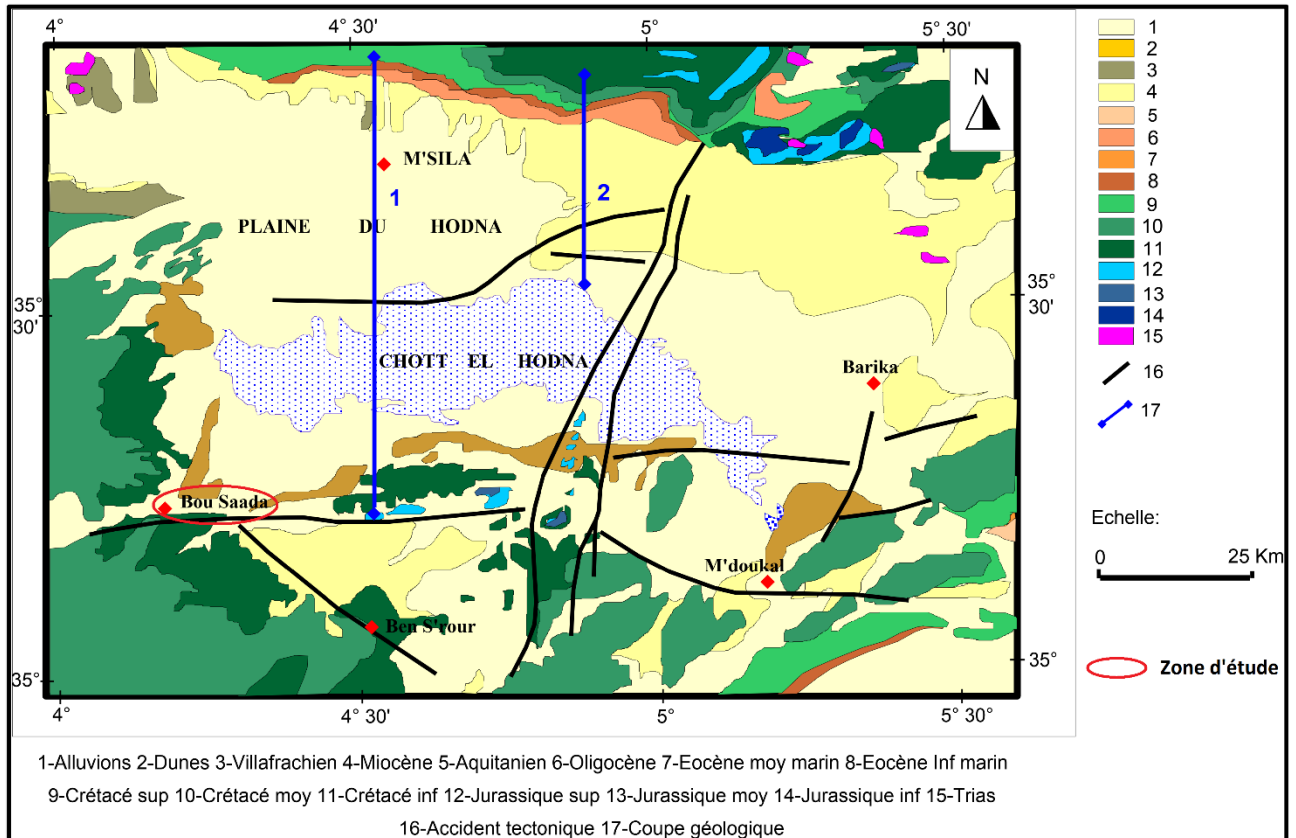 4°
4° 30'
5°
5° 30'
N
M'SILA
1
2
PLAINE DU HODNA
35°
30'
35°
30'
CHOTT EL HODNA
Barika
Bou Saada
M'doukal
Ben S'rour
35°
35°
4°
4° 30'
5°
5° 30'
1
2
3
4
5
6
7
8
9
10
11
12
13
14
15
16
17
Echelle:
0 25 Km
Zone d'étude
1-Alluvions 2-Dunes 3-Villafrachien 4-Miocène 5-Aquitanien 6-Oligocène 7-Eocène moy marin 8-Eocène Inf marin
9-Crétacé sup 10-Crétacé moy 11-Crétacé inf 12-Jurassique sup 13-Jurassique moy 14-Jurassique inf 15-Trias
16-Accident tectonique 17-Coupe géologique